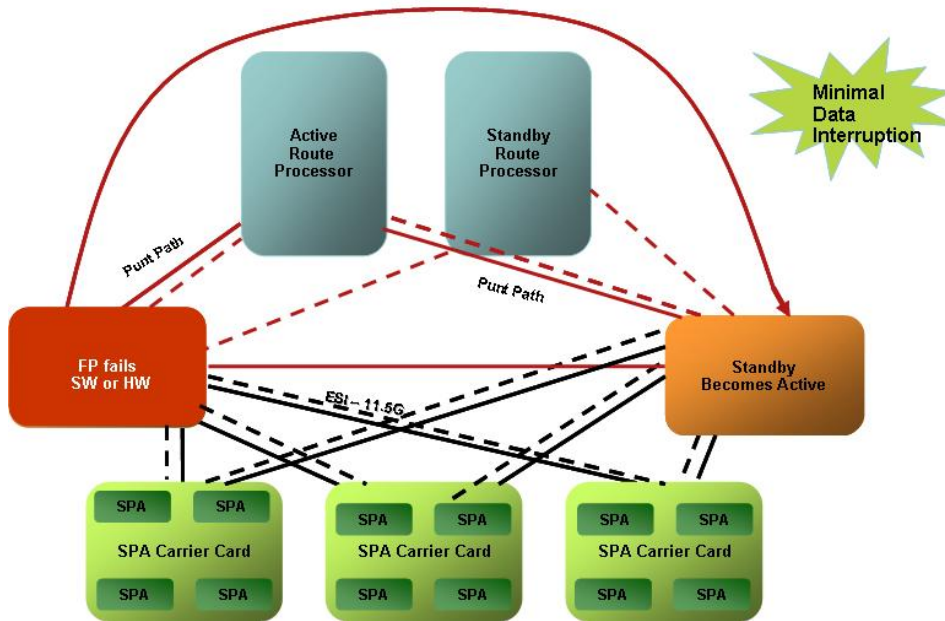 Minimal
Data
Interruption
Active
Route
Processor
Standby
Route
Processor
Punt Path
Punt Path
FP fails
SW or HW
Standby
Becomes Active
ESI – 11.5G
SPA
SPA
SPA Carrier Card
SPA
SPA
SPA
SPA
SPA Carrier Card
SPA
SPA
SPA
SPA
SPA Carrier Card
SPA
SPA